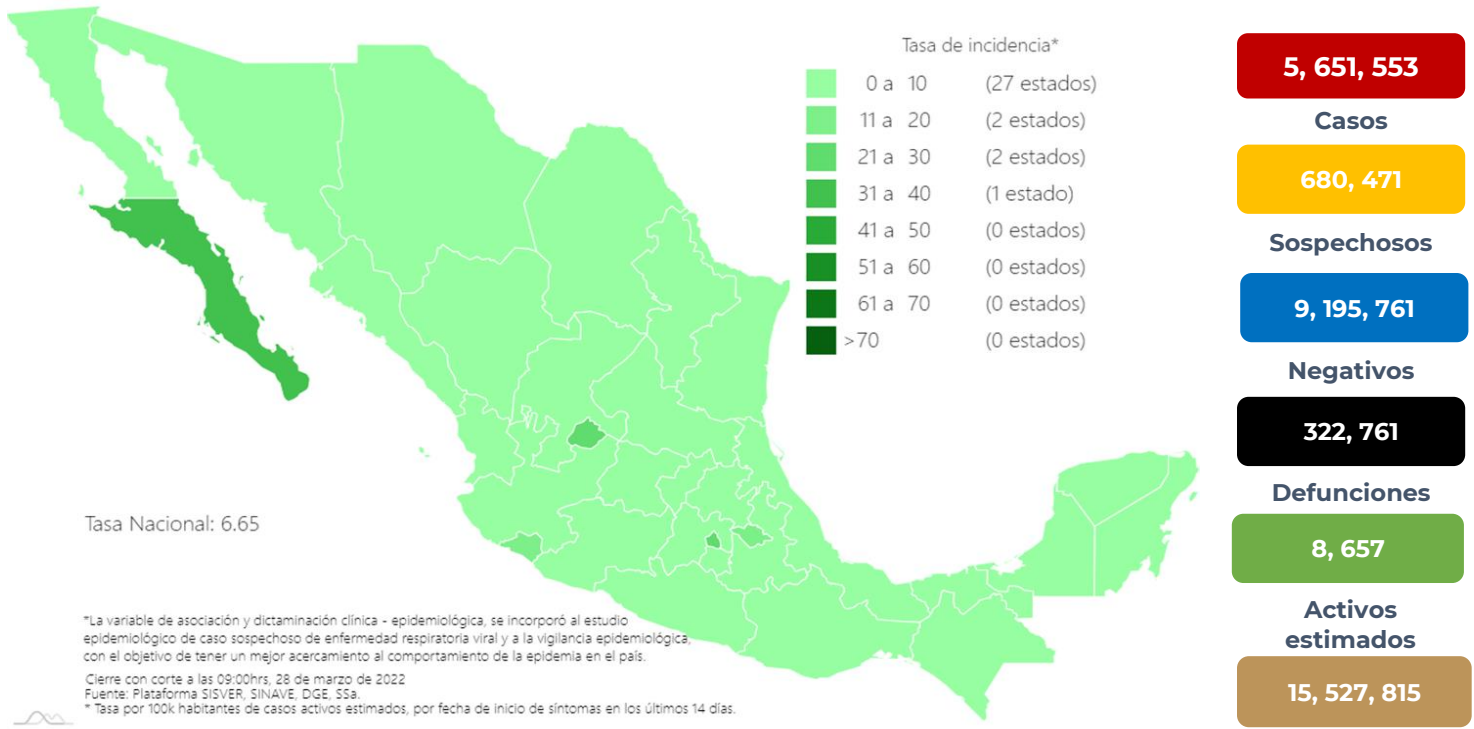 Tasa de incidencia*
0 a 10 (27 estados)
11 a 20 (2 estados)
21 a 30 (2 estados)
31 a 40 (1 estado)
41 a 50 (0 estados)
51 a 60 (0 estados)
61 a 70 (0 estados)
>70 (0 estados)
Tasa Nacional: 6.65
*La variable de asociación y dictaminación clínica - epidemiológica, se incorporó al estudio
epidemiológico de caso sospechoso de enfermedad respiratoria viral y a la vigilancia epidemiológica,
con el objetivo de tener un mejor acercamiento al comportamiento de la epidemia en el país.
Cierre con corte a las 09:00hrs, 28 de marzo de 2022
Fuente: Plataforma SISVER, SINAVE, DGE, SSa.
* Tasa por 100k habitantes de casos activos estimados, por fecha de inicio de síntomas en los últimos 14 días.
5, 651, 553
Casos
680, 471
Sospechosos
9, 195, 761
Negativos
322, 761
Defunciones
8, 657
Activos
estimados
15, 527, 815